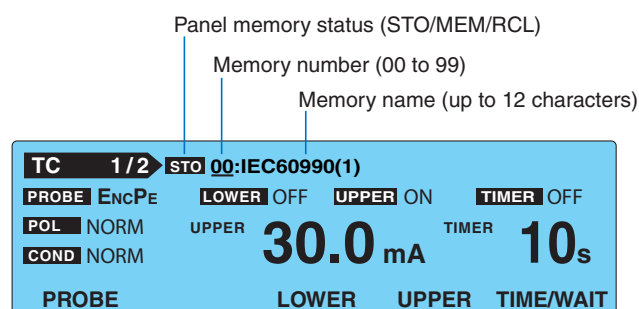 Panel memory status (STO/MEM/RCL)
Memory number (00 to 99)
Memory name (up to 12 characters)
TC 1/2 STO 00:IEC60990(1)
PROBE ENCPE LOWER OFF UPPER ON TIMER OFF
POL NORM UPPER 30.0 mA TIMER 10s
COND NORM
PROBE LOWER UPPER TIME/WAIT